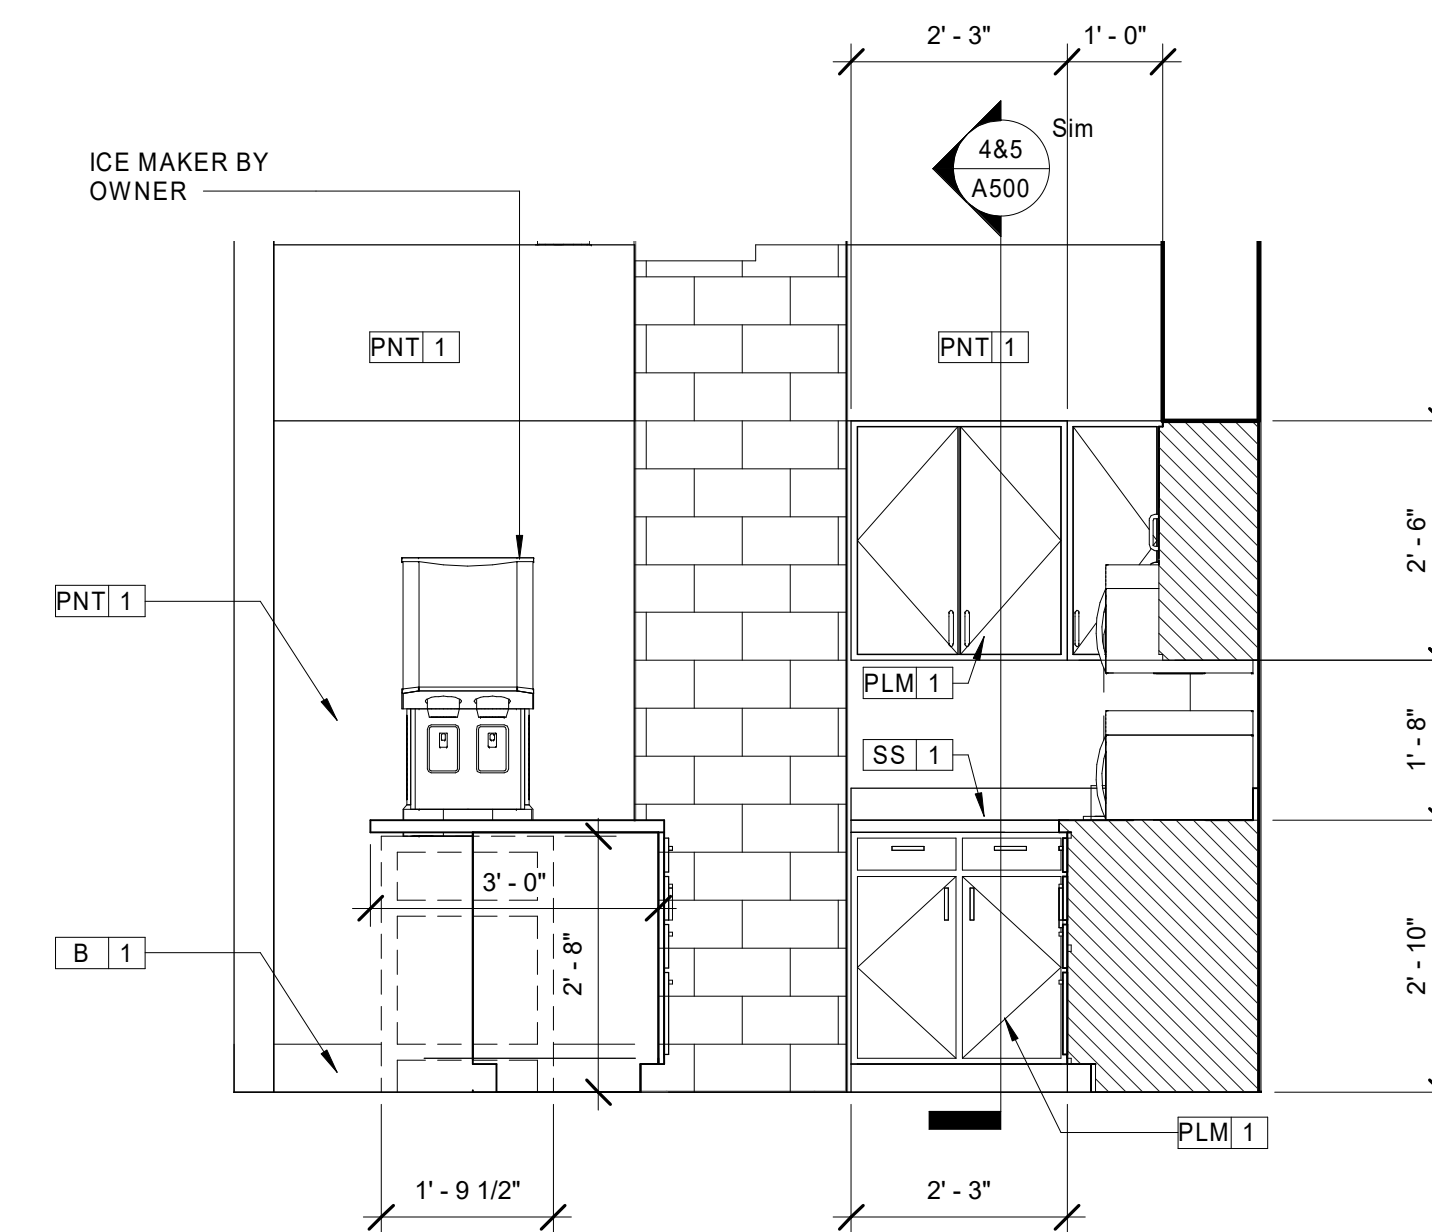 2' - 3" 1' - 0"
Sim
4&5
A500
ICE MAKER BY
OWNER
PNT 1
PNT 1
2' - 6"
PNT 1
PLM 1
SS 1
1' - 8"
3' - 0"
2' - 8"
B 1
2' - 10"
PLM 1
1' - 9 1/2"
2' - 3"